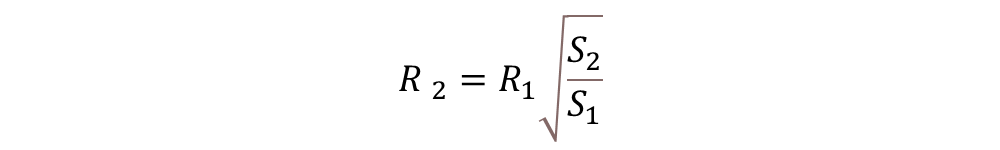 R ₂ = R₁ √(S₂/S₁)